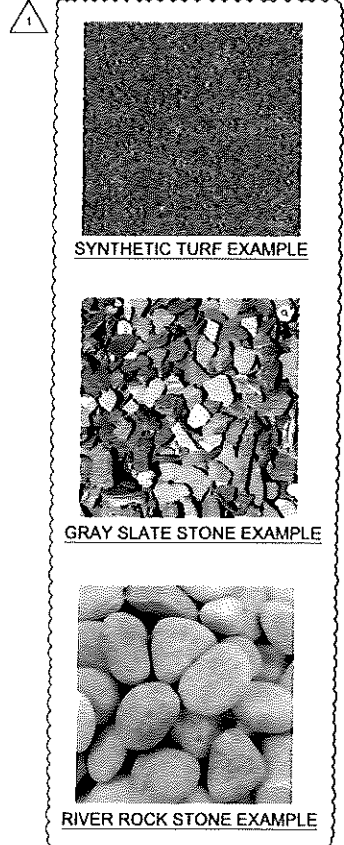 1
SYNTHETIC TURF EXAMPLE
GRAY SLATE STONE EXAMPLE
RIVER ROCK STONE EXAMPLE